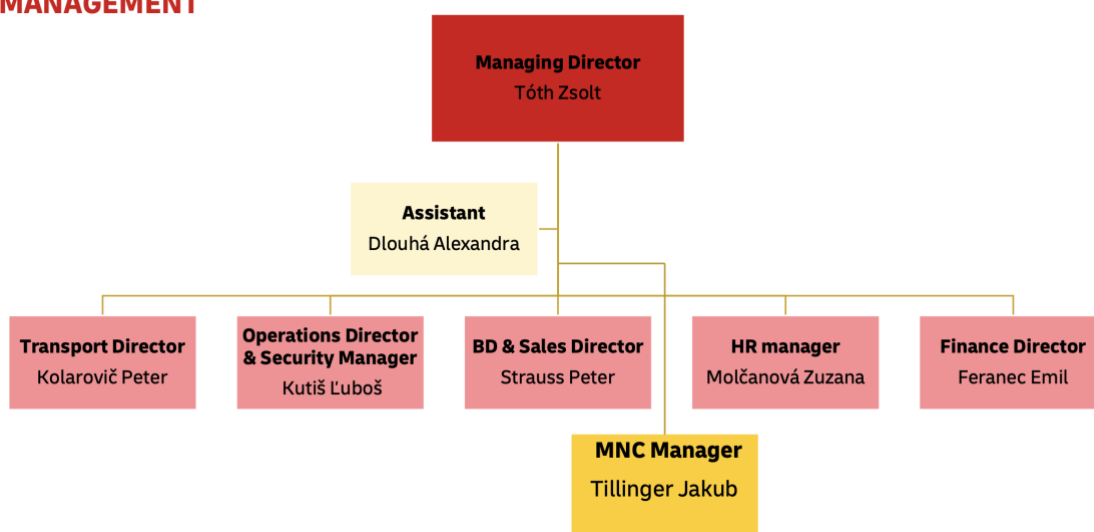 MANAGEMENT
Managing Director
Tóth Zsolt
Assistant
Dlouhá Alexandra
Transport Director
Kolarovič Peter
Operations Director
& Security Manager
Kutiš Ľuboš
BD & Sales Director
Strauss Peter
HR manager
Molčanová Zuzana
Finance Director
Feranec Emil
MNC Manager
Tillinger Jakub